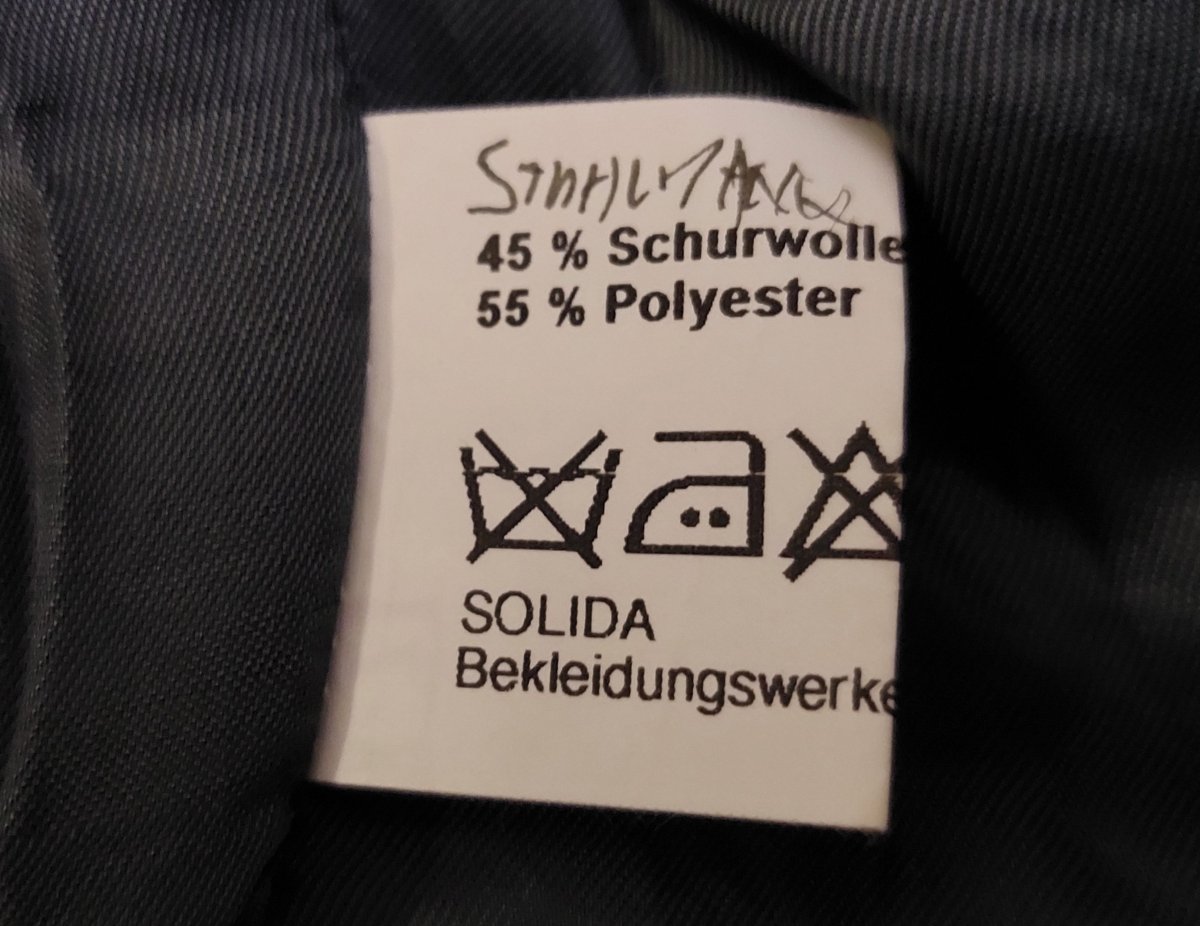 45 % Schurwolle
55 % Polyester
SOLIDA
Bekleidungswerke